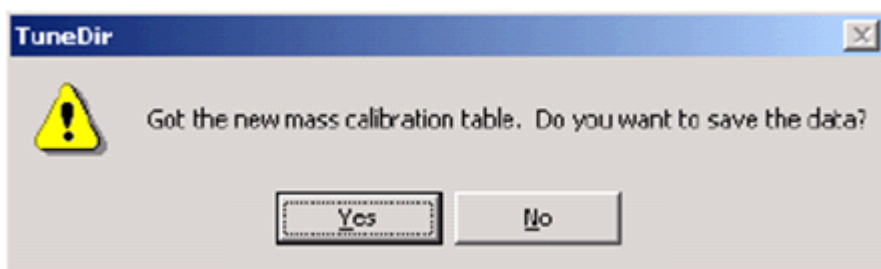 TuneDir
Got the new mass calibration table.  Do you want to save the data?
Yes
No